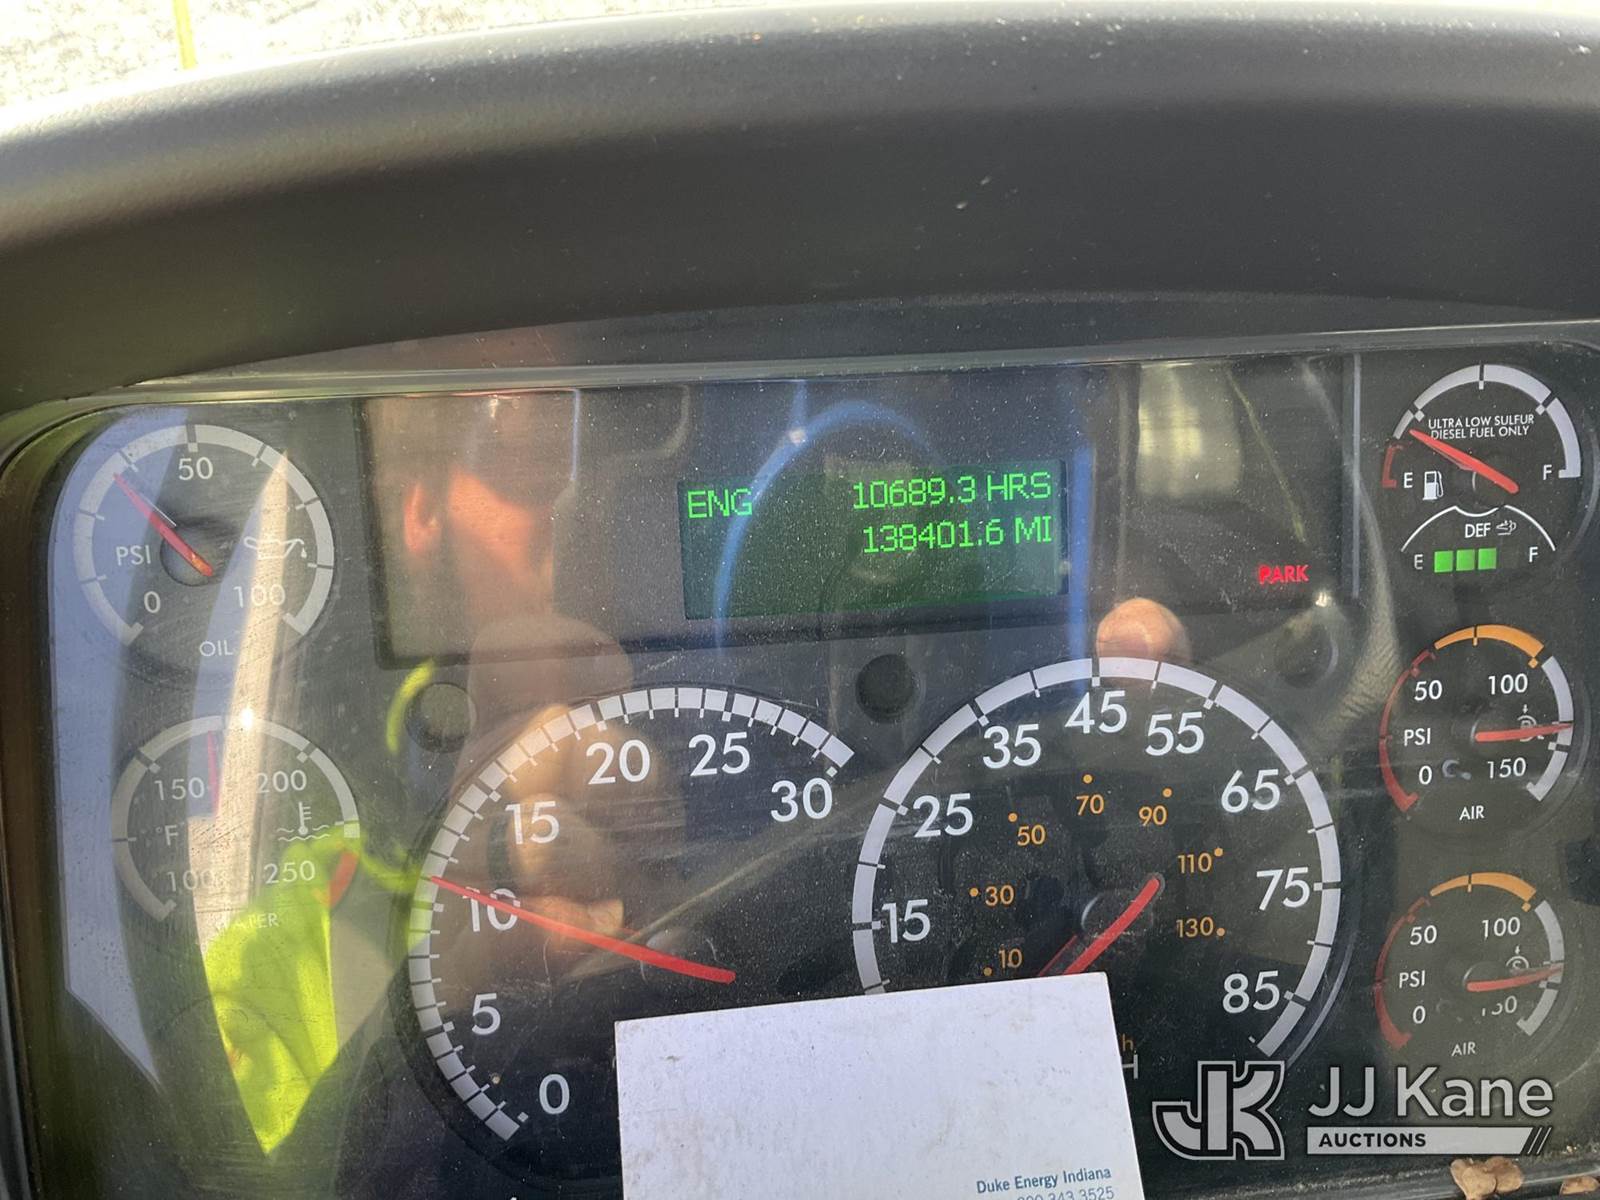 50
PSI
0
100
OIL
150
200
°F
100
250
WATER
ENG 10689.3 HRS
138401.6 MI
PARK
0
5
10
15
20
25
30
15
25
35
45
55
65
75
85
10
30
50
70
90
110
130
ULTRA LOW SULFUR
DIESEL FUEL ONLY
E F
DEF
E F
50 100
PSI
0 150
AIR
50 100
PSI
0
AIR
Duke Energy Indiana
JK JJ Kane
AUCTIONS